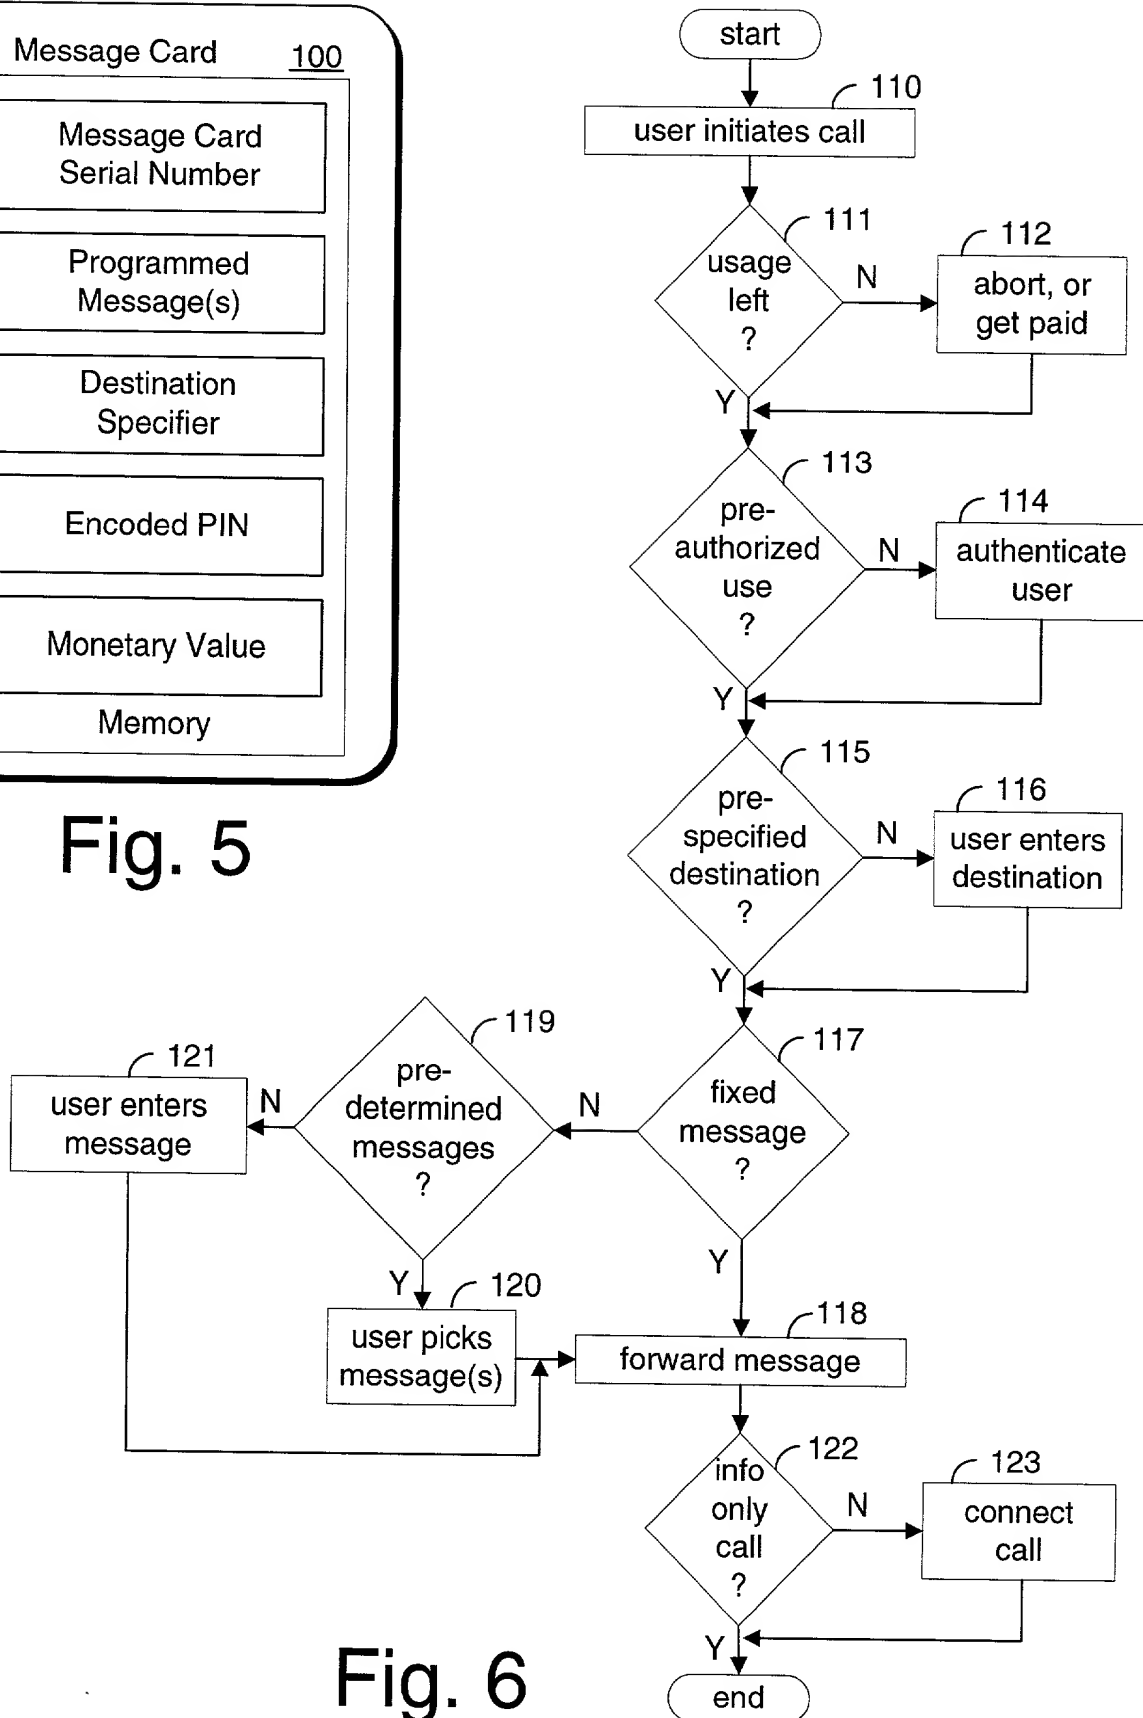 Message Card 100
Message Card
Serial Number
Programmed
Message(s)
Destination
Specifier
Encoded PIN
Monetary Value
Memory
Fig. 5
start
110
user initiates call
111
usage
left
?
N
112
abort, or
get paid
Y
113
pre-
authorized
use
?
N
114
authenticate
user
Y
115
pre-
specified
destination
?
N
116
user enters
destination
Y
117
fixed
message
?
N
119
pre-
determined
messages
?
N
121
user enters
message
Y
120
user picks
message(s)
Y
118
forward message
122
info
only
call
?
N
123
connect
call
Y
end
Fig. 6